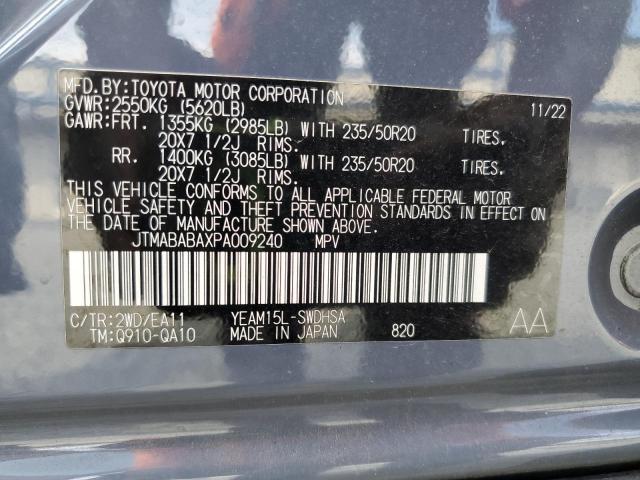 MFD.BY:TOYOTA MOTOR CORPORATION 11/22
GVWR:2550KG (5620LB)
GAWR:FRT. 1355KG (2985LB) WITH 235/50R20 TIRES.
20X7 1/2J RIMS.
RR. 1400KG (3085LB) WITH 235/50R20 TIRES.
20X7 1/2J RIMS.
THIS VEHICLE CONFORMS TO ALL APPLICABLE FEDERAL MOTOR
VEHICLE SAFETY AND THEFT PREVENTION STANDARDS IN EFFECT ON
THE DATE OF MANUFACTURE SHOWN ABOVE.
JTMABABAXPA009240 MPV
C/TR:2WD/EA11 YEAM15L-SWDHSA
TM:Q910-QA10 MADE IN JAPAN 820 AA